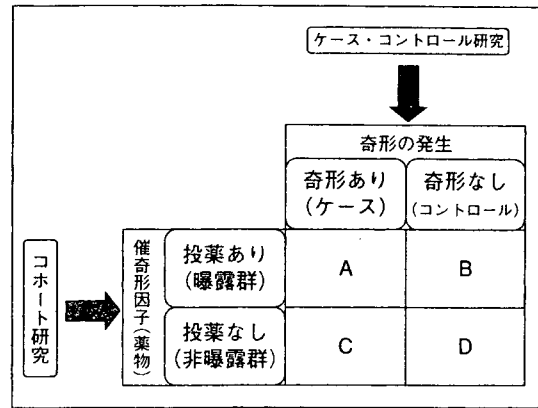 ケース・コントロール研究
奇形の発生
奇形あり
(ケース)
奇形なし
(コントロール)
コホート研究
催奇形因子(薬物)
投薬あり
(曝露群)
A
B
投薬なし
(非曝露群)
C
D